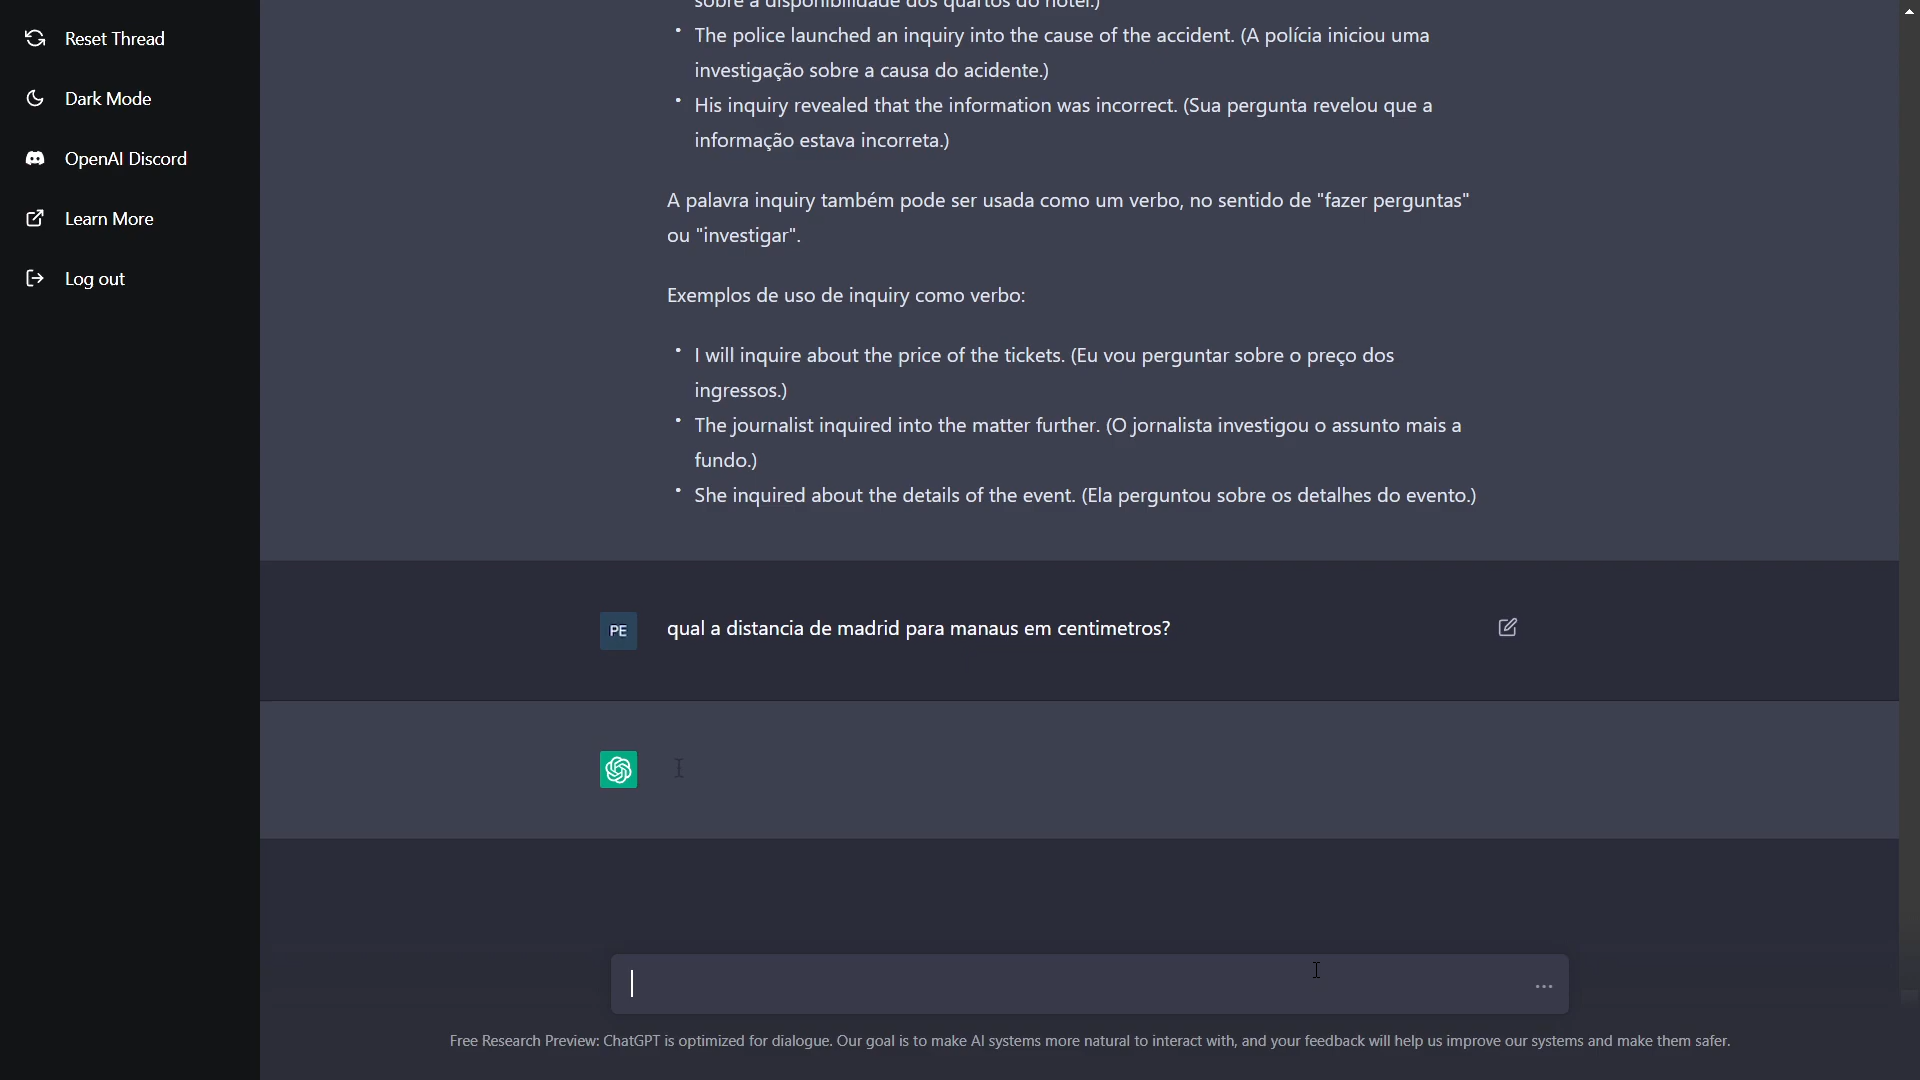 Reset Thread
Dark Mode
OpenAI Discord
Learn More
Log out
sobre a disponibilidade dos quartos do hotel.)
The police launched an inquiry into the cause of the accident. (A polícia iniciou uma
investigação sobre a causa do acidente.)
His inquiry revealed that the information was incorrect. (Sua pergunta revelou que a
informação estava incorreta.)
A palavra inquiry também pode ser usada como um verbo, no sentido de "fazer perguntas"
ou "investigar".
Exemplos de uso de inquiry como verbo:
I will inquire about the price of the tickets. (Eu vou perguntar sobre o preço dos
ingressos.)
The journalist inquired into the matter further. (O jornalista investigou o assunto mais a
fundo.)
She inquired about the details of the event. (Ela perguntou sobre os detalhes do evento.)
PE
qual a distancia de madrid para manaus em centimetros?
Free Research Preview: ChatGPT is optimized for dialogue. Our goal is to make AI systems more natural to interact with, and your feedback will help us improve our systems and make them safer.